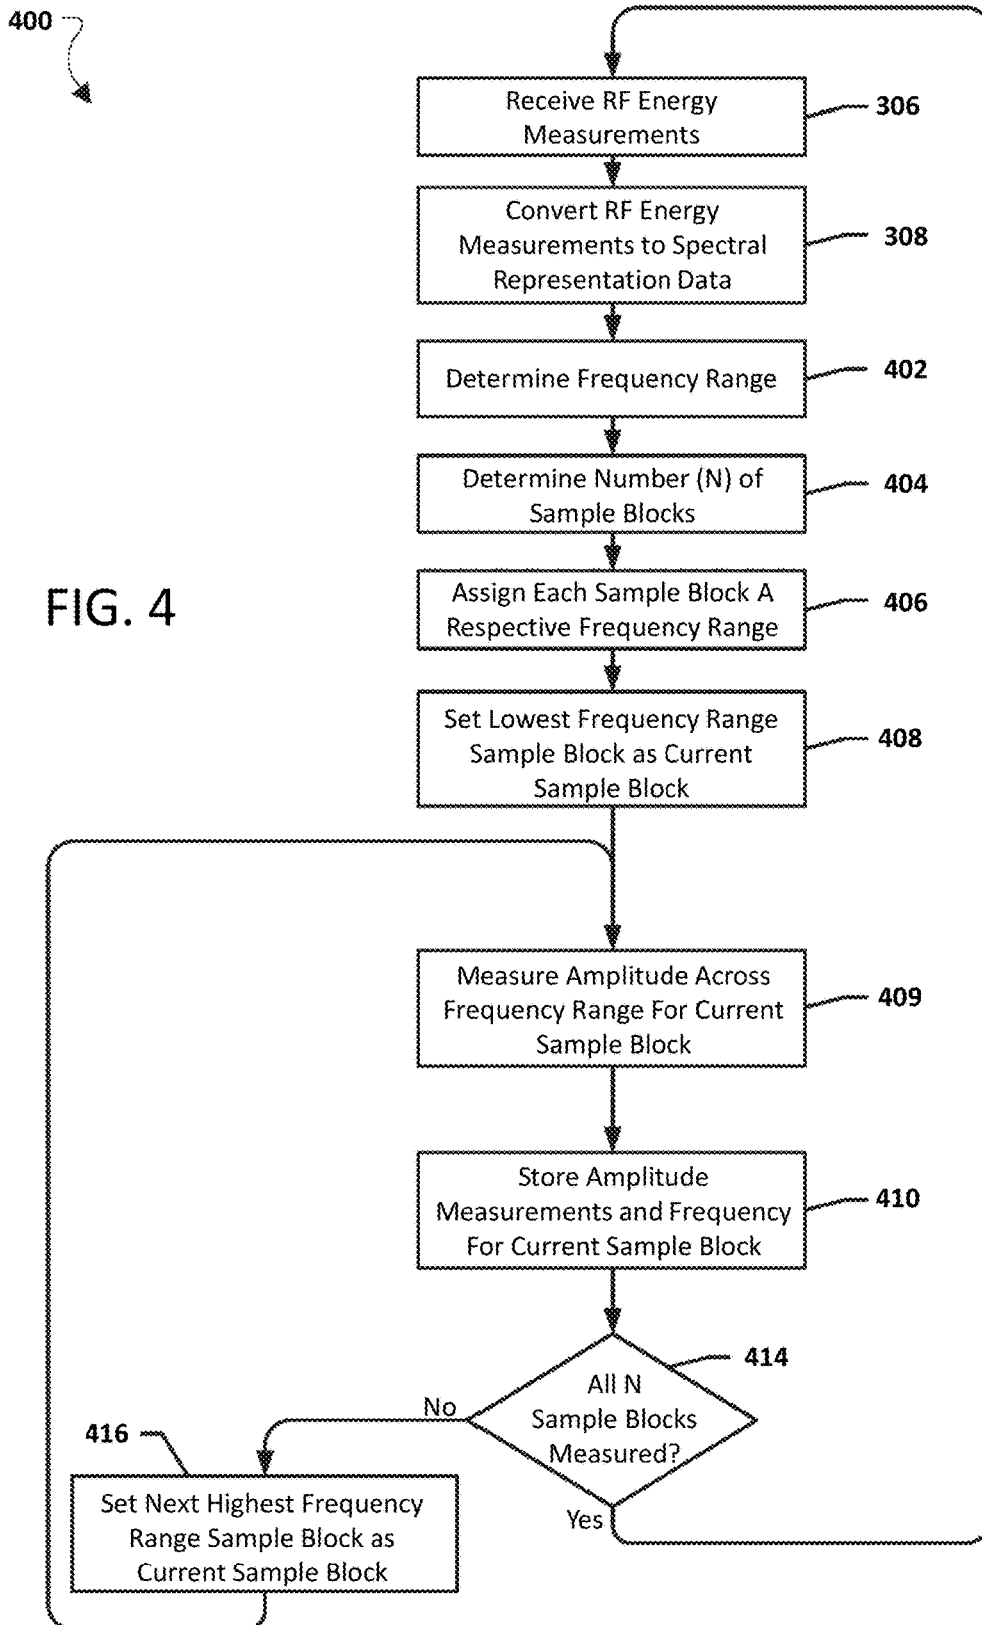 400
Receive RF Energy
Measurements
306
Convert RF Energy
Measurements to Spectral
Representation Data
308
Determine Frequency Range
402
Determine Number (N) of
Sample Blocks
404
FIG. 4
Assign Each Sample Block A
Respective Frequency Range
406
Set Lowest Frequency Range
Sample Block as Current
Sample Block
408
Measure Amplitude Across
Frequency Range For Current
Sample Block
409
Store Amplitude
Measurements and Frequency
For Current Sample Block
410
All N
Sample Blocks
Measured?
414
No
Yes
416
Set Next Highest Frequency
Range Sample Block as
Current Sample Block